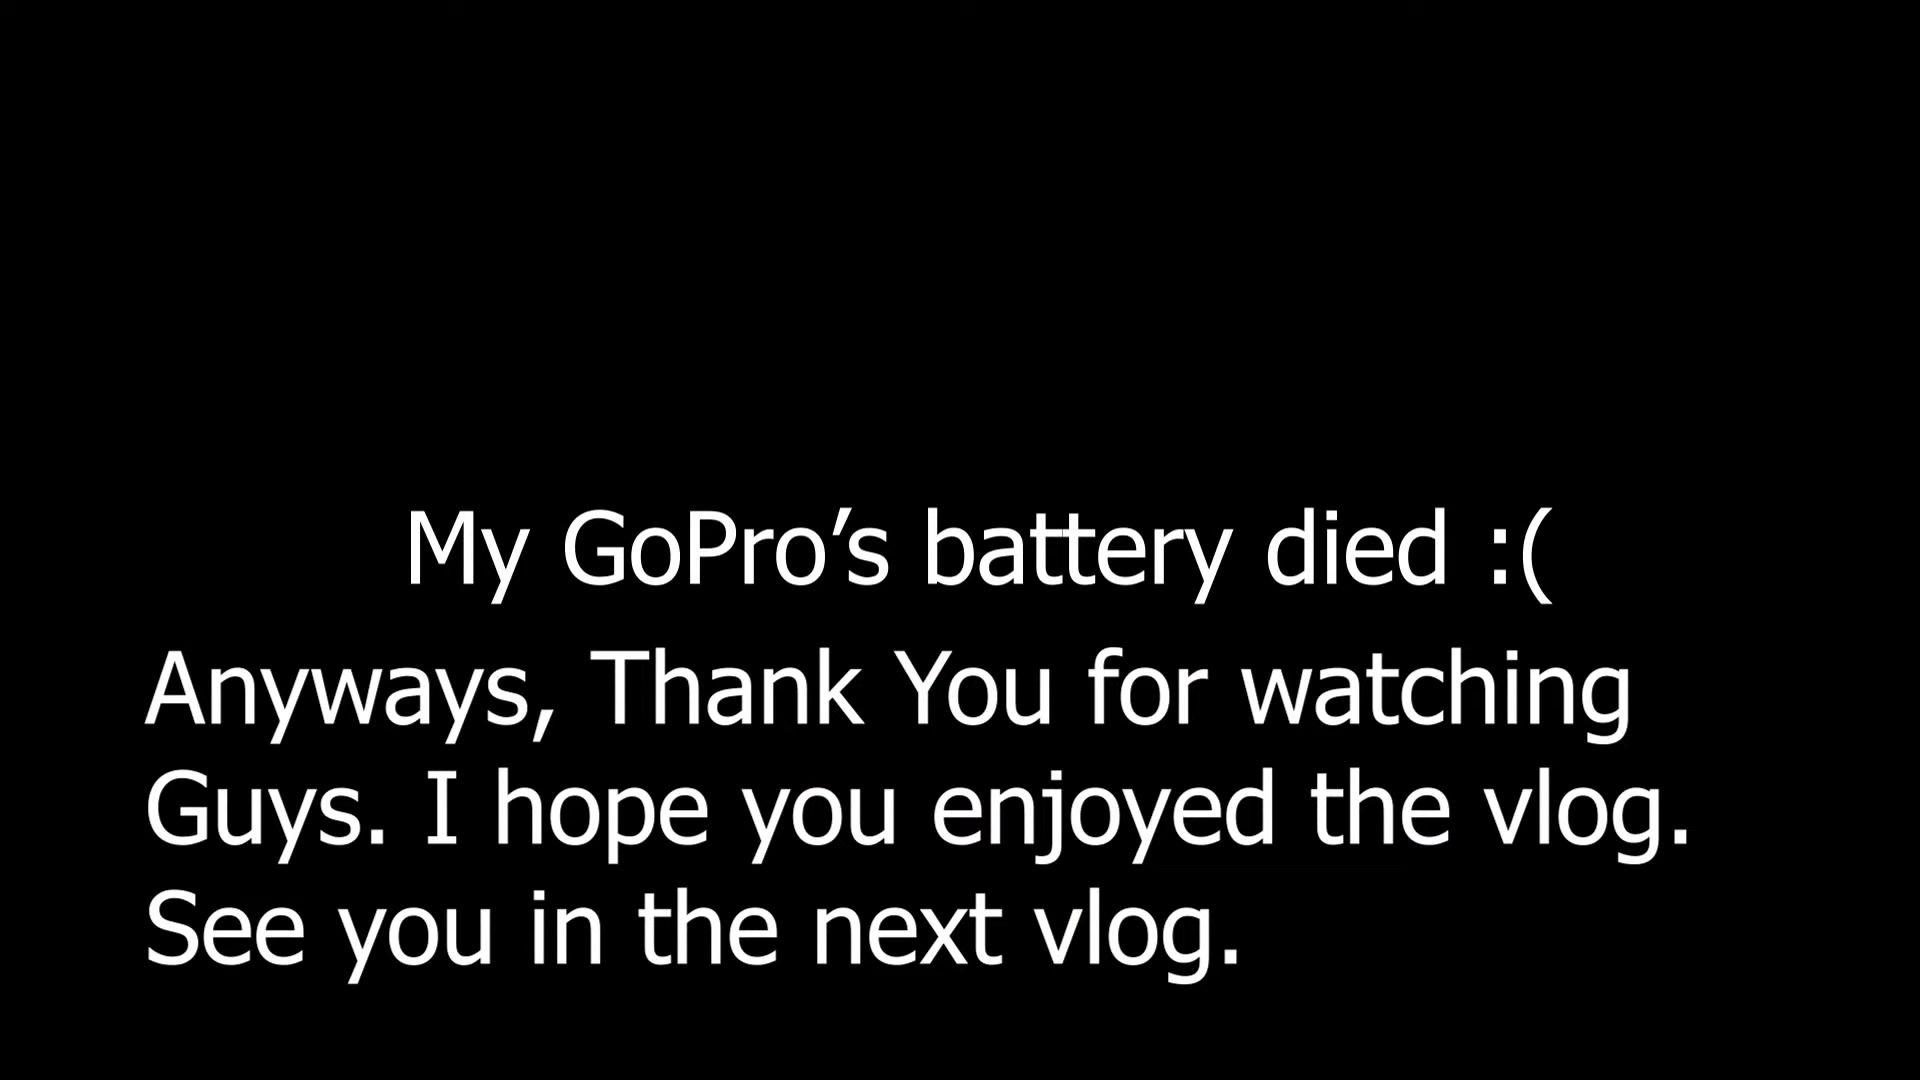 My GoPro’s battery died :(
Anyways, Thank You for watching
Guys. I hope you enjoyed the vlog.
See you in the next vlog.